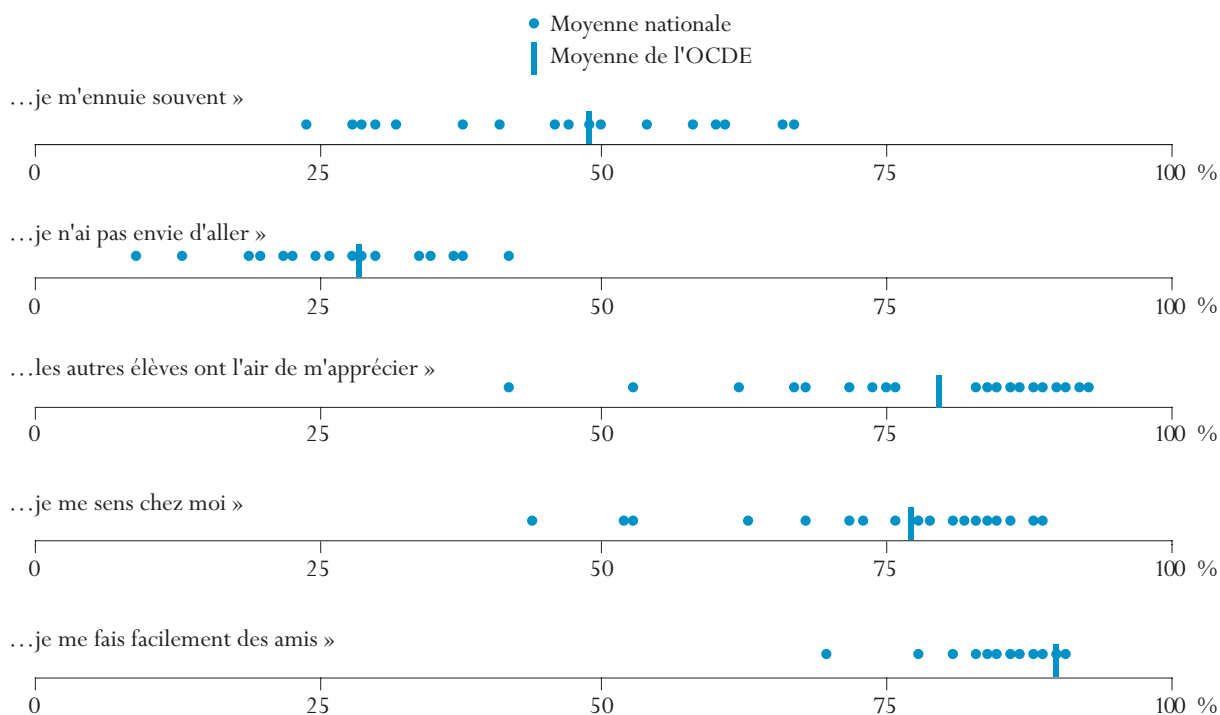 Moyenne nationale
Moyenne de l'OCDE
…je m'ennuie souvent »
0 25 50 75 100 %
…je n'ai pas envie d'aller »
0 25 50 75 100 %
…les autres élèves ont l'air de m'apprécier »
0 25 50 75 100 %
…je me sens chez moi »
0 25 50 75 100 %
…je me fais facilement des amis »
0 25 50 75 100 %